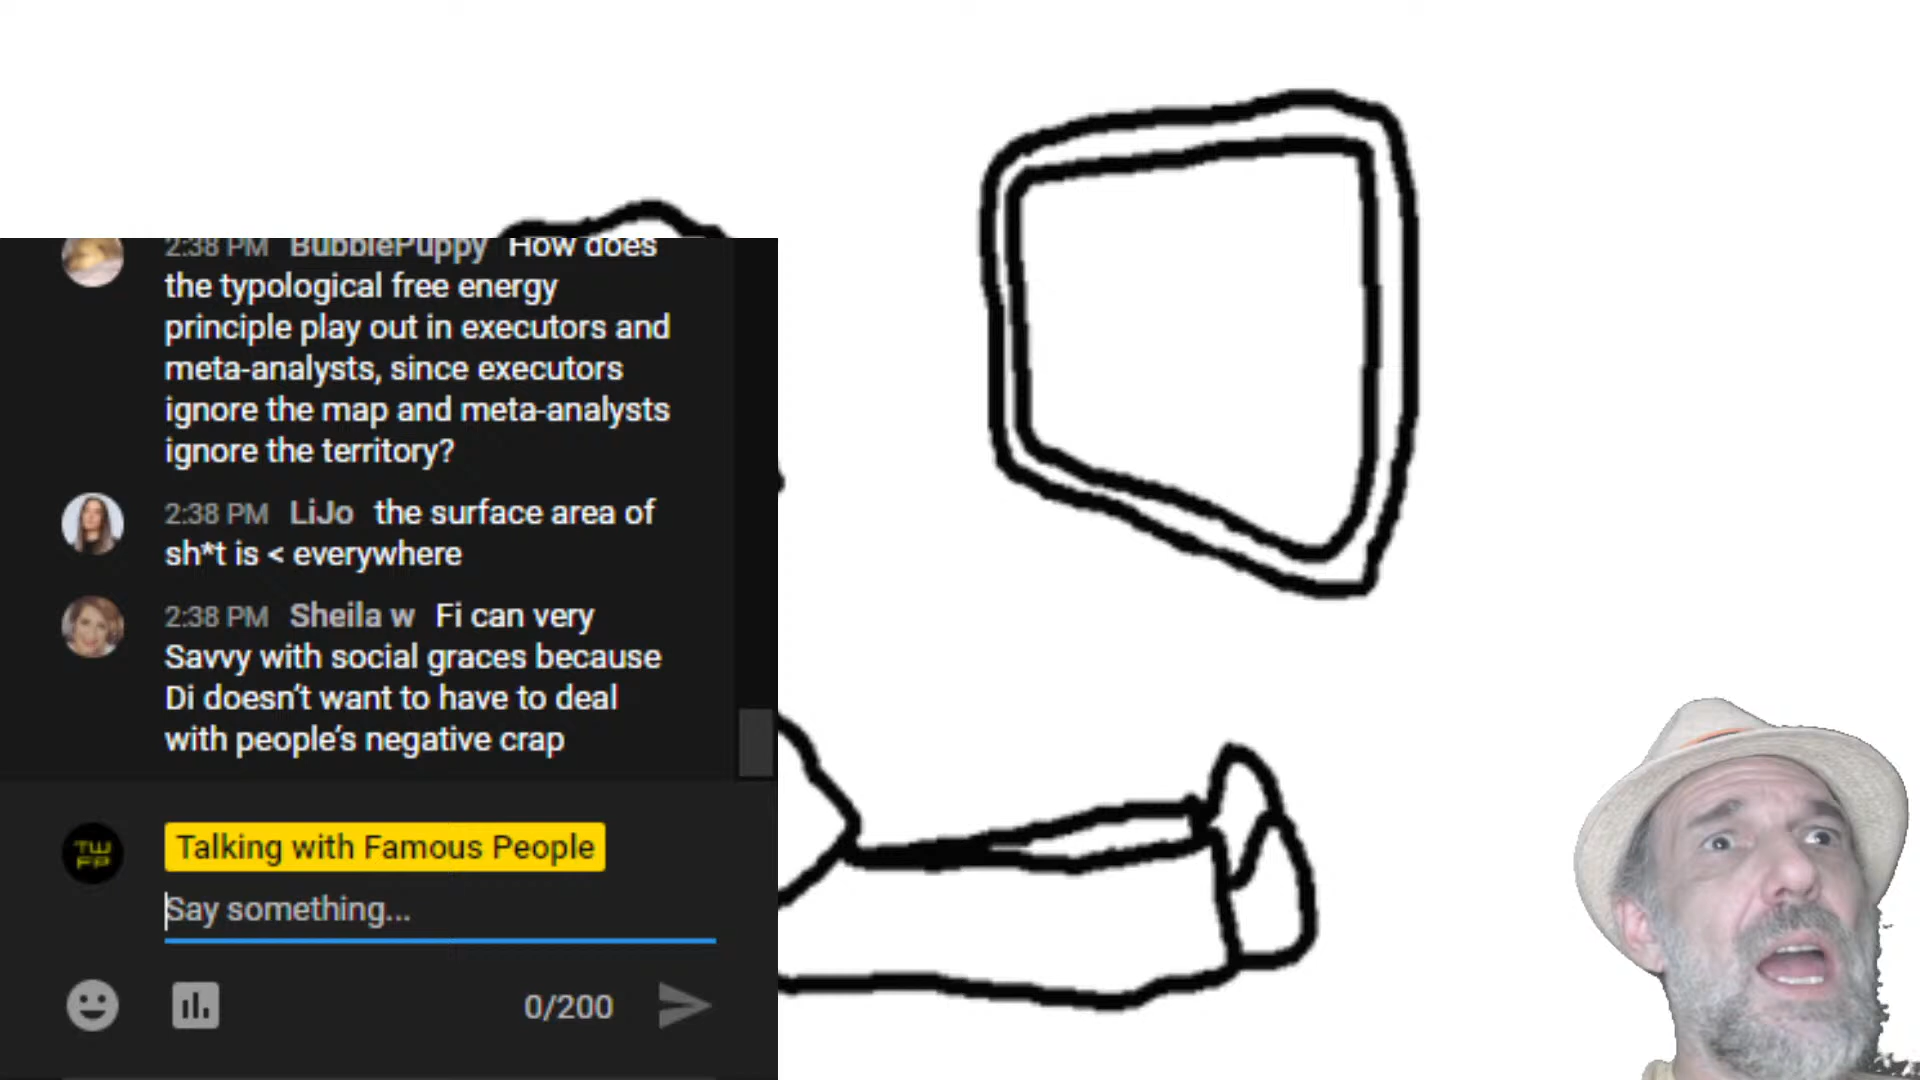 2:38 PM BubblePuppy How does
the typological free energy
principle play out in executors and
meta-analysts, since executors
ignore the map and meta-analysts
ignore the territory?
2:38 PM LiJo the surface area of
sh*t is < everywhere
2:38 PM Sheila w Fi can very
Savvy with social graces because
Di doesn't want to have to deal
with people's negative crap
TW
FP
Talking with Famous People
Say something...
0/200